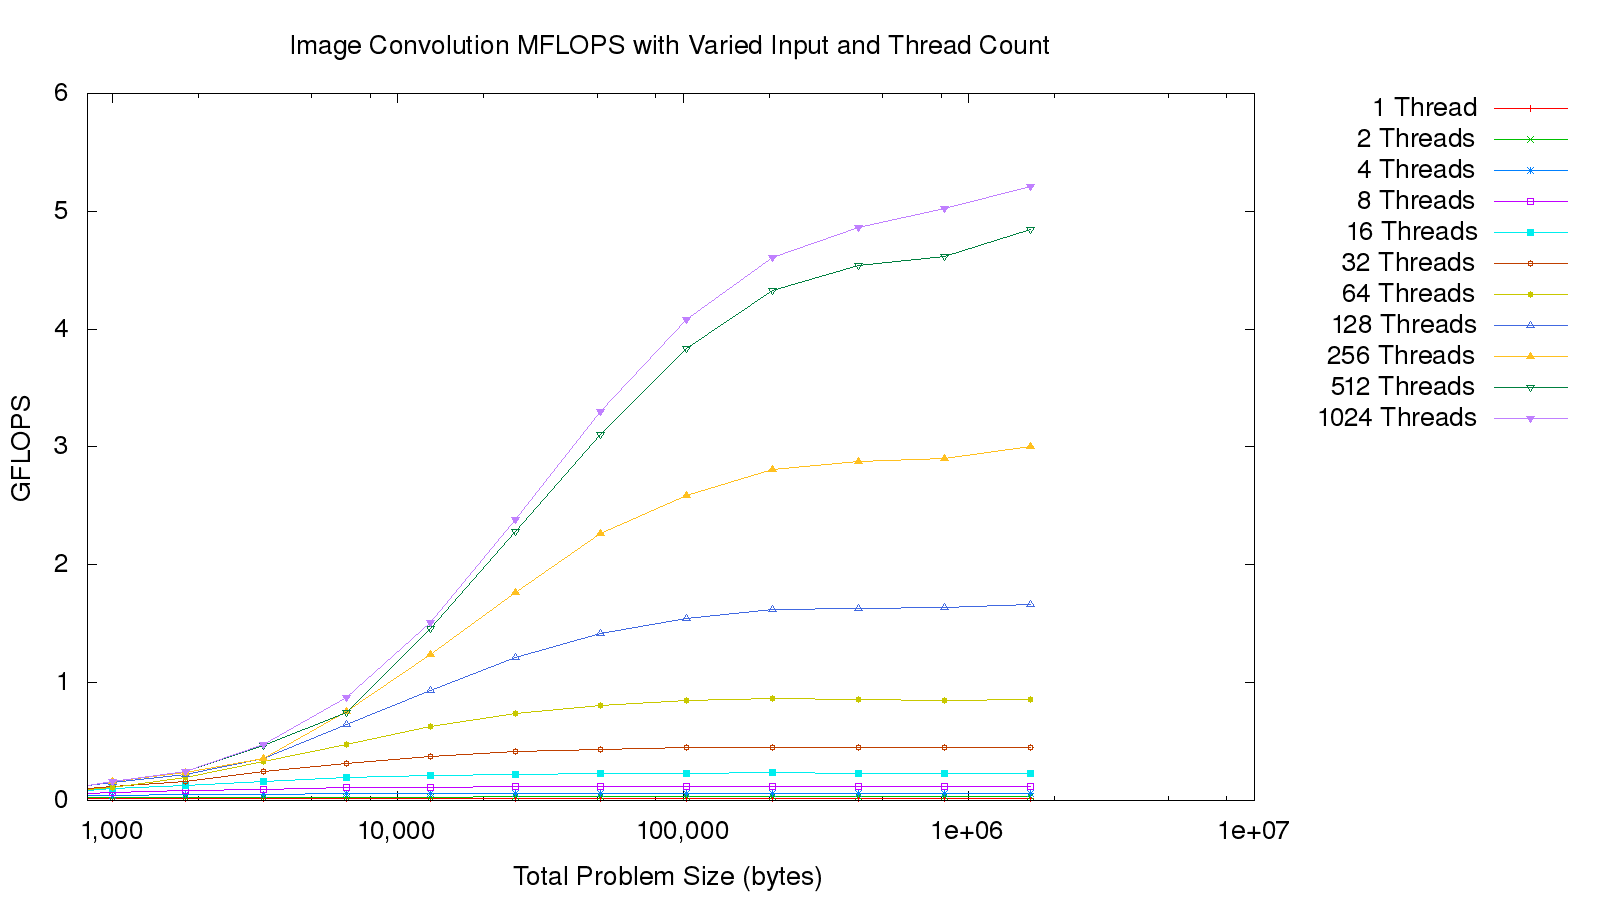 Image Convolution MFLOPS with Varied Input and Thread Count
6
5
4
3
2
1
0
GFLOPS
1,000
10,000
100,000
1e+06
1e+07
Total Problem Size (bytes)
1 Thread
2 Threads
4 Threads
8 Threads
16 Threads
32 Threads
64 Threads
128 Threads
256 Threads
512 Threads
1024 Threads